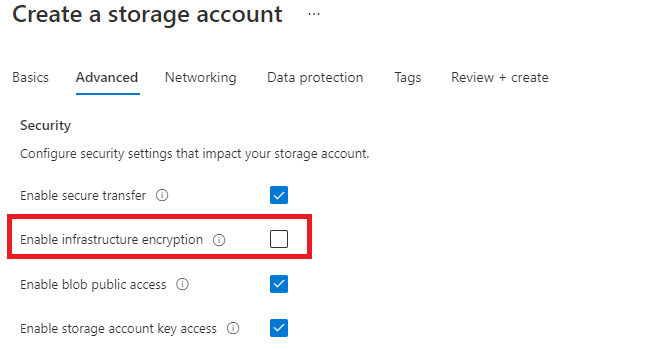 Create a storage account ...
Basics Advanced Networking Data protection Tags Review + create
Security
Configure security settings that impact your storage account.
Enable secure transfer
Enable infrastructure encryption
Enable blob public access
Enable storage account key access